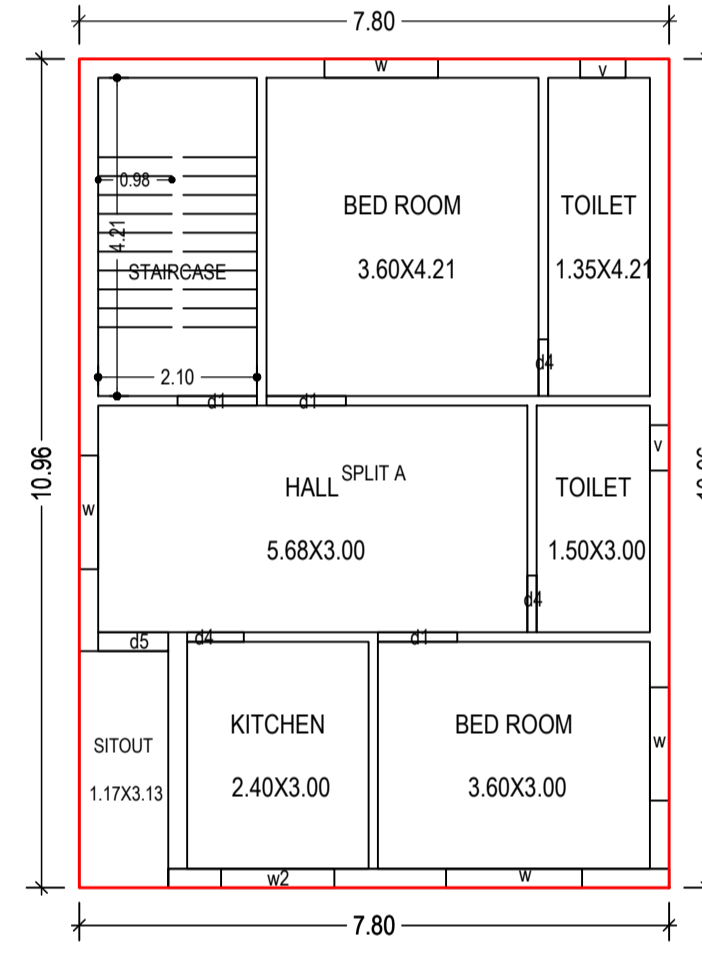 7.80
w
v
0.98
4.21
STAIRCASE
2.10
BED ROOM
3.60X4.21
TOILET
1.35X4.21
d4
d1
d1
10.96
w
HALL
SPLIT A
5.68X3.00
TOILET
1.50X3.00
v
d4
d5
d4
d1
SITOUT
1.17X3.13
KITCHEN
2.40X3.00
BED ROOM
3.60X3.00
w
w2
w
7.80